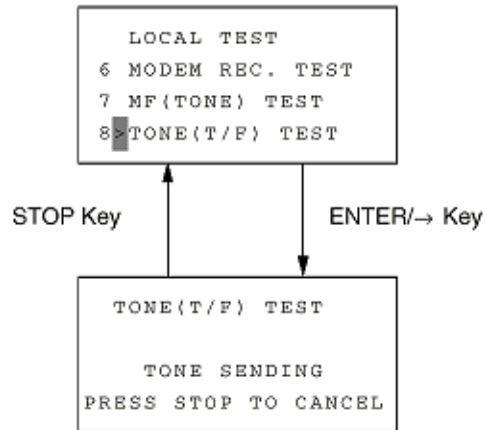 LOCAL TEST
6 MODEM REC. TEST
7 MF(TONE) TEST
8>TONE(T/F) TEST
STOP Key
ENTER/→ Key
TONE(T/F) TEST
TONE SENDING
PRESS STOP TO CANCEL